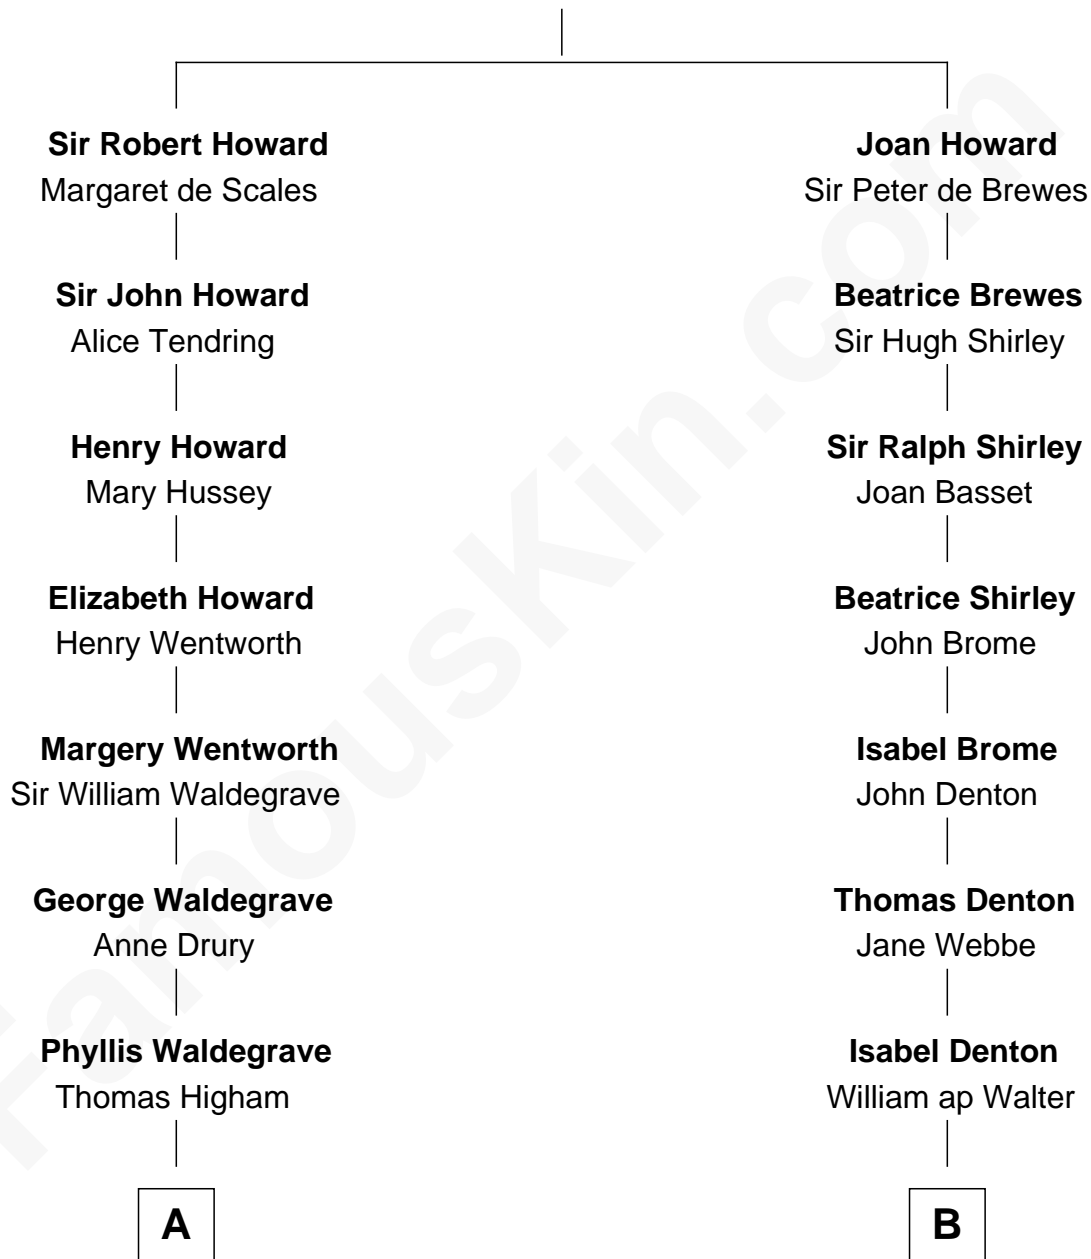 Sir Robert Howard
Margaret de Scales
Sir John Howard
Alice Tendring
Henry Howard
Mary Hussey
Elizabeth Howard
Henry Wentworth
Margery Wentworth
Sir William Waldegrave
George Waldegrave
Anne Drury
Phyllis Waldegrave
Thomas Higham
A
Joan Howard
Sir Peter de Brewes
Beatrice Brewes
Sir Hugh Shirley
Sir Ralph Shirley
Joan Basset
Beatrice Shirley
John Brome
Isabel Brome
John Denton
Thomas Denton
Jane Webbe
Isabel Denton
William ap Walter
B
FamousKin.com